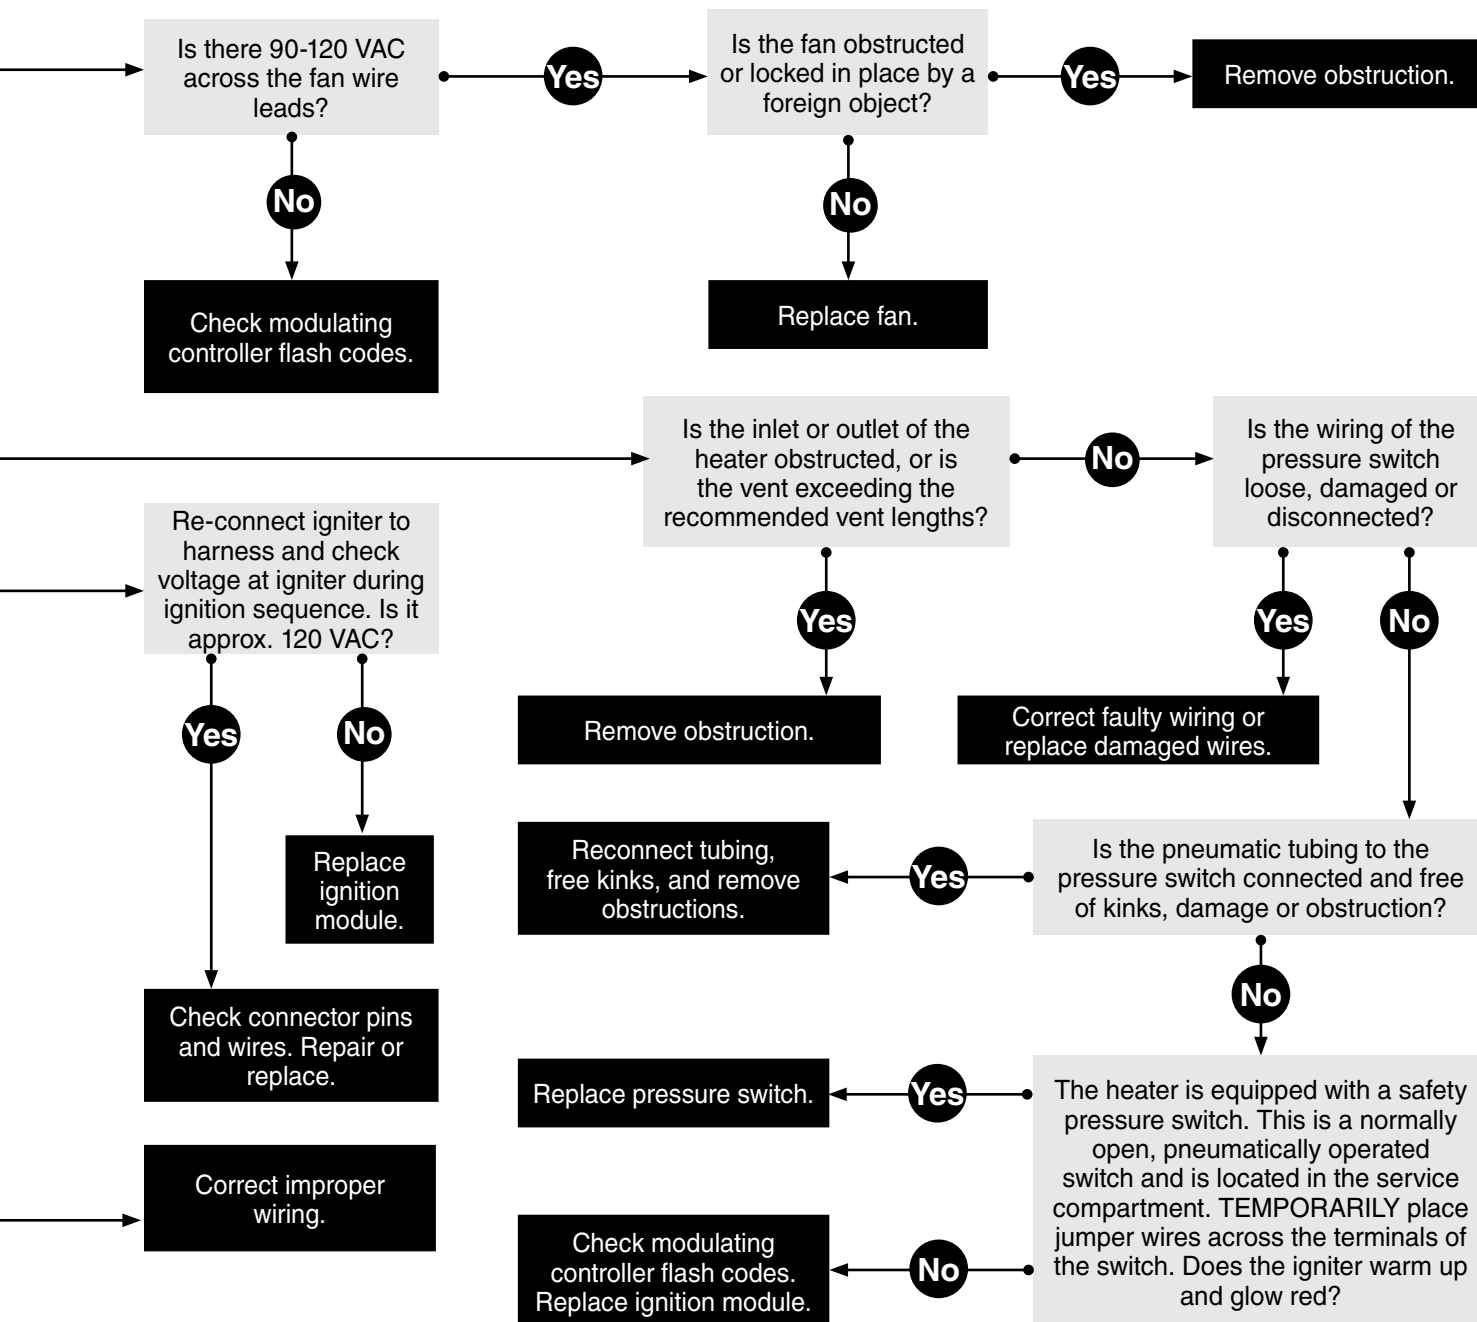 Is there 90-120 VAC
across the fan wire
leads?
Yes
Is the fan obstructed
or locked in place by a
foreign object?
Yes
Remove obstruction.
No
No
Check modulating
controller flash codes.
Replace fan.
Is the inlet or outlet of the
heater obstructed, or is
the vent exceeding the
recommended vent lengths?
No
Is the wiring of the
pressure switch
loose, damaged or
disconnected?
Re-connect igniter to
harness and check
voltage at igniter during
ignition sequence. Is it
approx. 120 VAC?
Yes
Yes
No
Yes
No
Remove obstruction.
Correct faulty wiring or
replace damaged wires.
Replace
ignition
module.
Reconnect tubing,
free kinks, and remove
obstructions.
Yes
Is the pneumatic tubing to the
pressure switch connected and free
of kinks, damage or obstruction?
No
Check connector pins
and wires. Repair or
replace.
Replace pressure switch.
Yes
The heater is equipped with a safety
pressure switch. This is a normally
open, pneumatically operated
switch and is located in the service
compartment. TEMPORARILY place
jumper wires across the terminals of
the switch. Does the igniter warm up
and glow red?
Correct improper
wiring.
Check modulating
controller flash codes.
Replace ignition module.
No